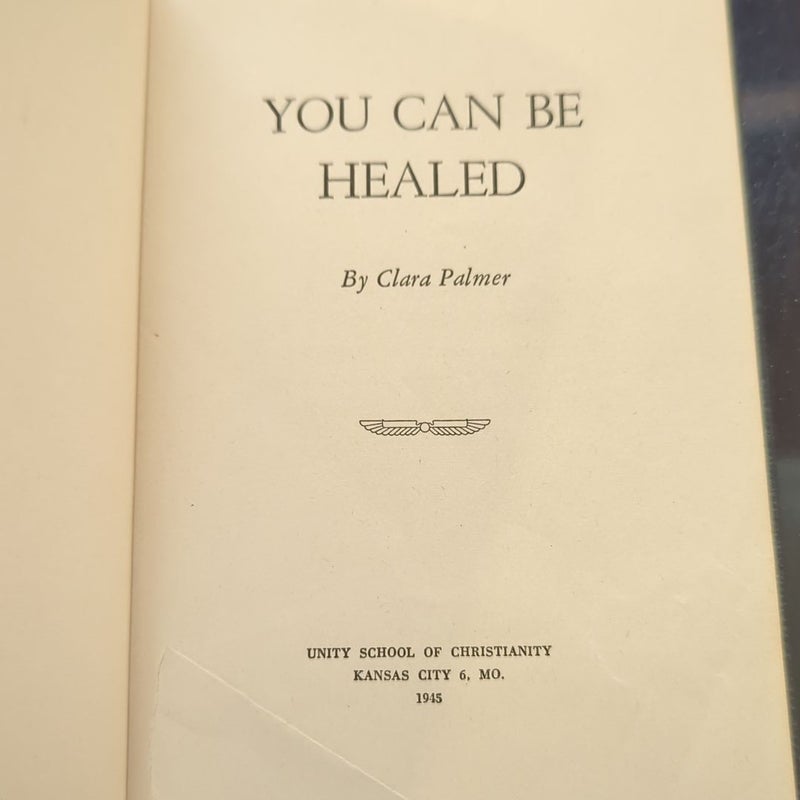 YOU CAN BE
HEALED
By Clara Palmer
UNITY SCHOOL OF CHRISTIANITY
KANSAS CITY 6, MO.
1945